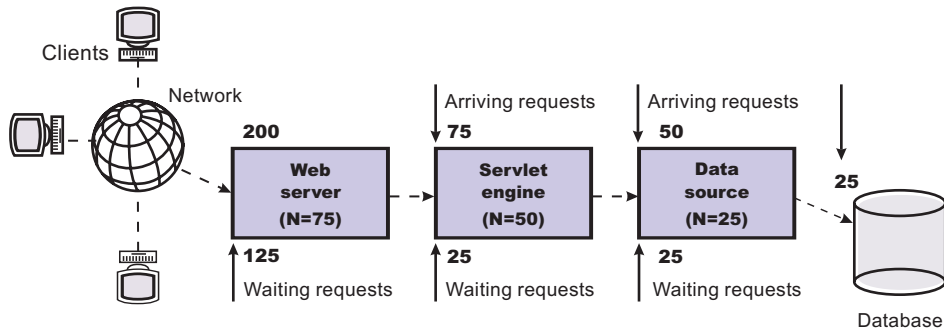 Clients
Network
200
Web
server
(N=75)
125
Waiting requests
Arriving requests
75
Servlet
engine
(N=50)
25
Waiting requests
Arriving requests
50
Data
source
(N=25)
25
Waiting requests
25
Database